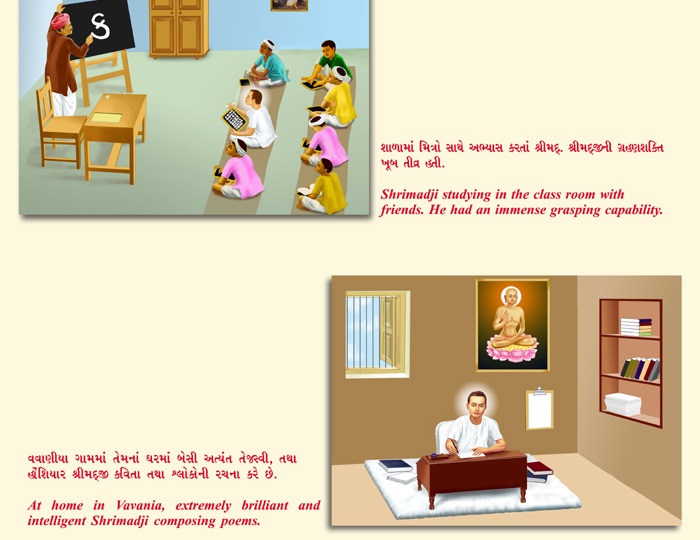 ક
શાળામાં મિત્રો સાથે અભ્યાસ કરતાં શ્રીમદ્. શ્રીમદ્જીની ગ્રહણશક્તિ
ખૂબ તીવ્ર હતી.
Shrimadji studying in the class room with
friends. He had an immense grasping capability.
વવાણીયા ગામમાં તેમનાં ઘરમાં બેસી અત્યંત તેજસ્વી, તથા
હોંશિયાર શ્રીમદ્જી કવિતા તથા શ્લોકોની રચના કરે છે.
At home in Vavania, extremely brilliant and
intelligent Shrimadji composing poems.